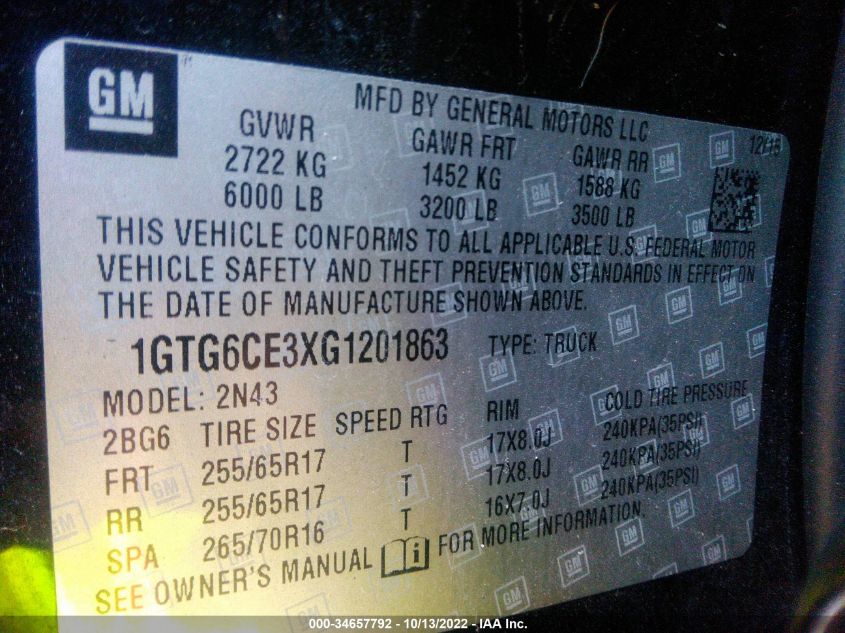 GM MFD BY GENERAL MOTORS LLC
12/15
GVWR GAWR FRT GAWR RR
2722 KG 1452 KG 1588 KG
6000 LB 3200 LB 3500 LB
THIS VEHICLE CONFORMS TO ALL APPLICABLE U.S. FEDERAL MOTOR
VEHICLE SAFETY AND THEFT PREVENTION STANDARDS IN EFFECT ON
THE DATE OF MANUFACTURE SHOWN ABOVE.
1GTG6CE3XG1201863 TYPE: TRUCK
MODEL: 2N43
2BG6 TIRE SIZE SPEED RTG RIM COLD TIRE PRESSURE
FRT 255/65R17 T 17X8.0J 240KPA(35PSI)
RR 255/65R17 T 17X8.0J 240KPA(35PSI)
SPA 265/70R16 T 16X7.0J 240KPA(35PSI)
SEE OWNER'S MANUAL FOR MORE INFORMATION.
000-34657792 - 10/13/2022 - IAA Inc.